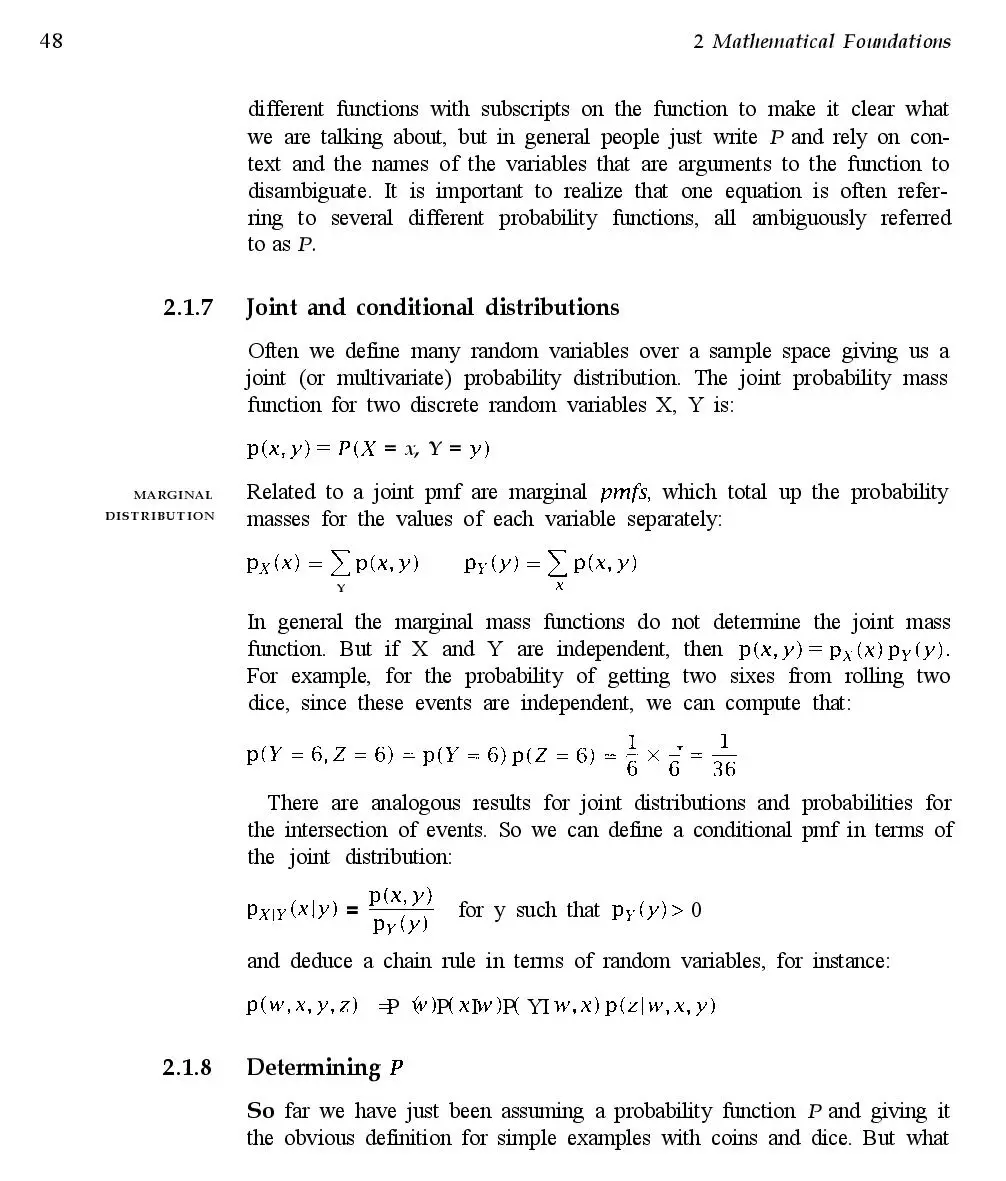 48
2 Mathematical Foundations
different functions with subscripts on the function to make it clear what
we are talking about, but in general people just write P and rely on con-
text and the names of the variables that are arguments to the function to
disambiguate. It is important to realize that one equation is often refer-
ring to several different probability functions, all ambiguously referred
to as P.
2.1.7 Joint and conditional distributions
Often we define many random variables over a sample space giving us a
joint (or multivariate) probability distribution. The joint probability mass
function for two discrete random variables X, Y is:
p(x, y) = P(X = x, Y = y)
MARGINAL
DISTRIBUTION
Related to a joint pmf are marginal pmfs, which total up the probability
masses for the values of each variable separately:
p_X(x) = ∑_Y p(x, y) p_Y(y) = ∑_x p(x, y)
In general the marginal mass functions do not determine the joint mass
function. But if X and Y are independent, then p(x, y) = p_X(x) p_Y(y).
For example, for the probability of getting two sixes from rolling two
dice, since these events are independent, we can compute that:
p(Y = 6, Z = 6) = p(Y = 6) p(Z = 6) = 1/6 × /6 = 1/36
There are analogous results for joint distributions and probabilities for
the intersection of events. So we can define a conditional pmf in terms of
the joint distribution:
p_X|Y(x|y) = p(x, y)/p_Y(y) for y such that p_Y(y) > 0
and deduce a chain rule in terms of random variables, for instance:
p(w, x, y, z) =P (w)P( xIw)P( YI w, x) p(z|w, x, y)
2.1.8 Determining P
So far we have just been assuming a probability function P and giving it
the obvious definition for simple examples with coins and dice. But what